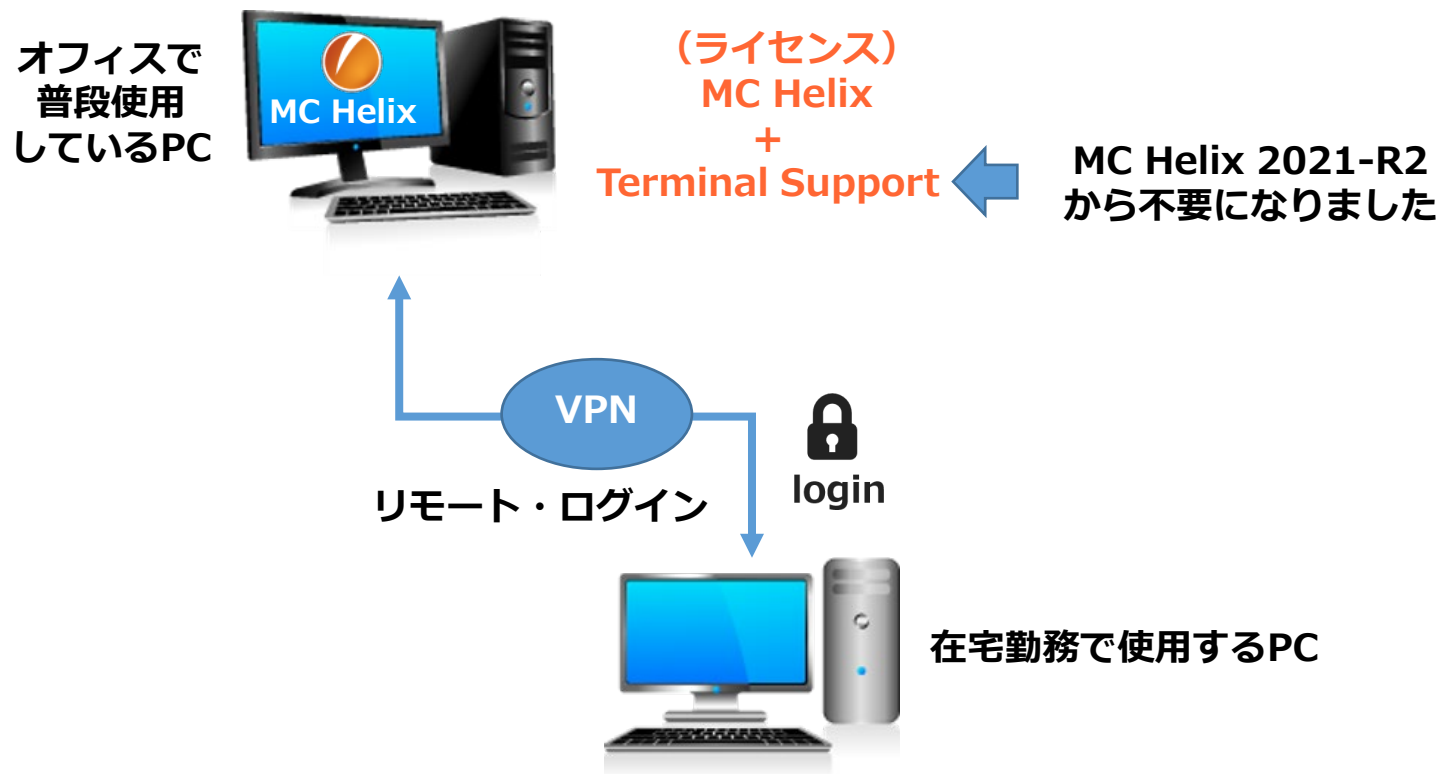 オフィスで
普段使用
しているPC
MC Helix
（ライセンス）
MC Helix
+
Terminal Support
MC Helix 2021-R2
から不要になりました
VPN
login
リモート・ログイン
在宅勤務で使用するPC